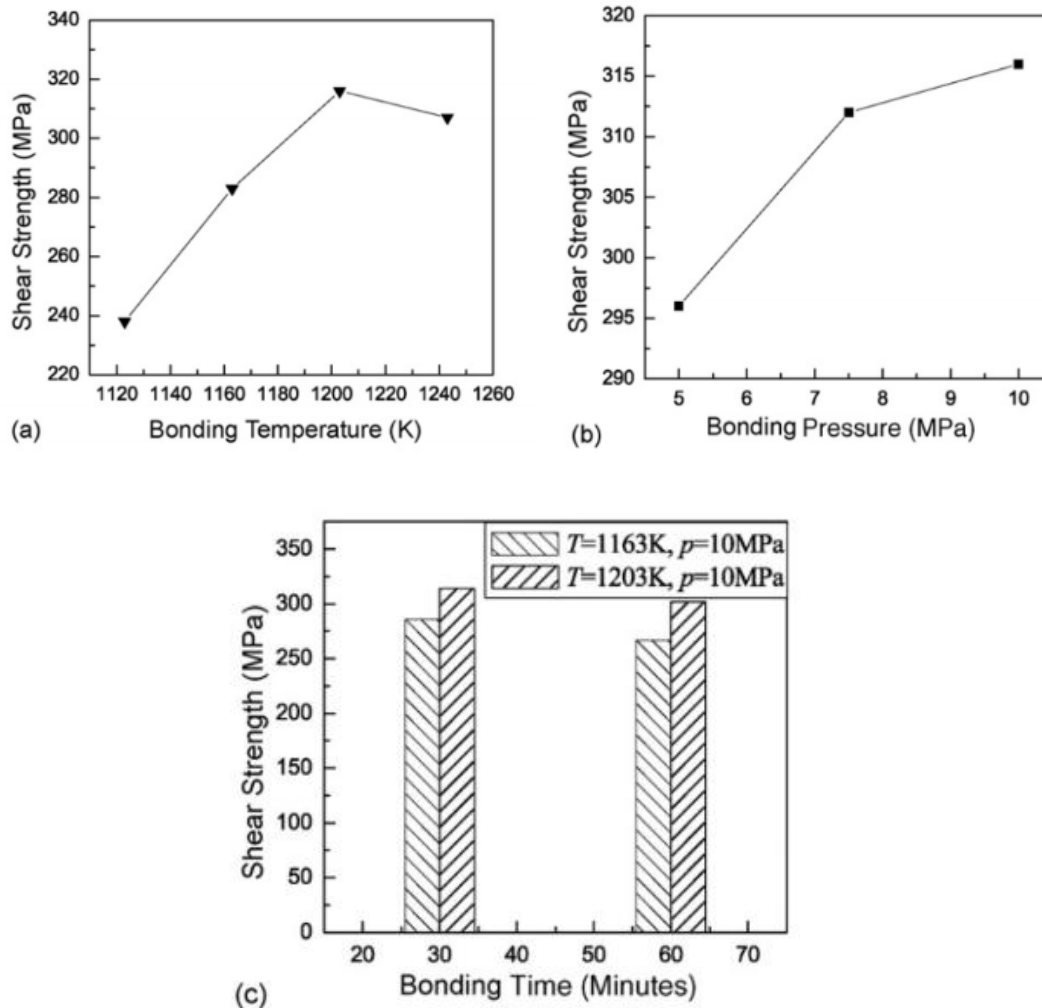 340
320
300
280
260
240
220
Shear Strength (MPa)
1120 1140 1160 1180 1200 1220 1240 1260
(a) Bonding Temperature (K)
320
315
310
305
300
295
290
Shear Strength (MPa)
5 6 7 8 9 10
(b) Bonding Pressure (MPa)
T=1163K, p=10MPa
T=1203K, p=10MPa
350
300
250
200
150
100
50
0
Shear Strength (MPa)
20 30 40 50 60 70
(c) Bonding Time (Minutes)